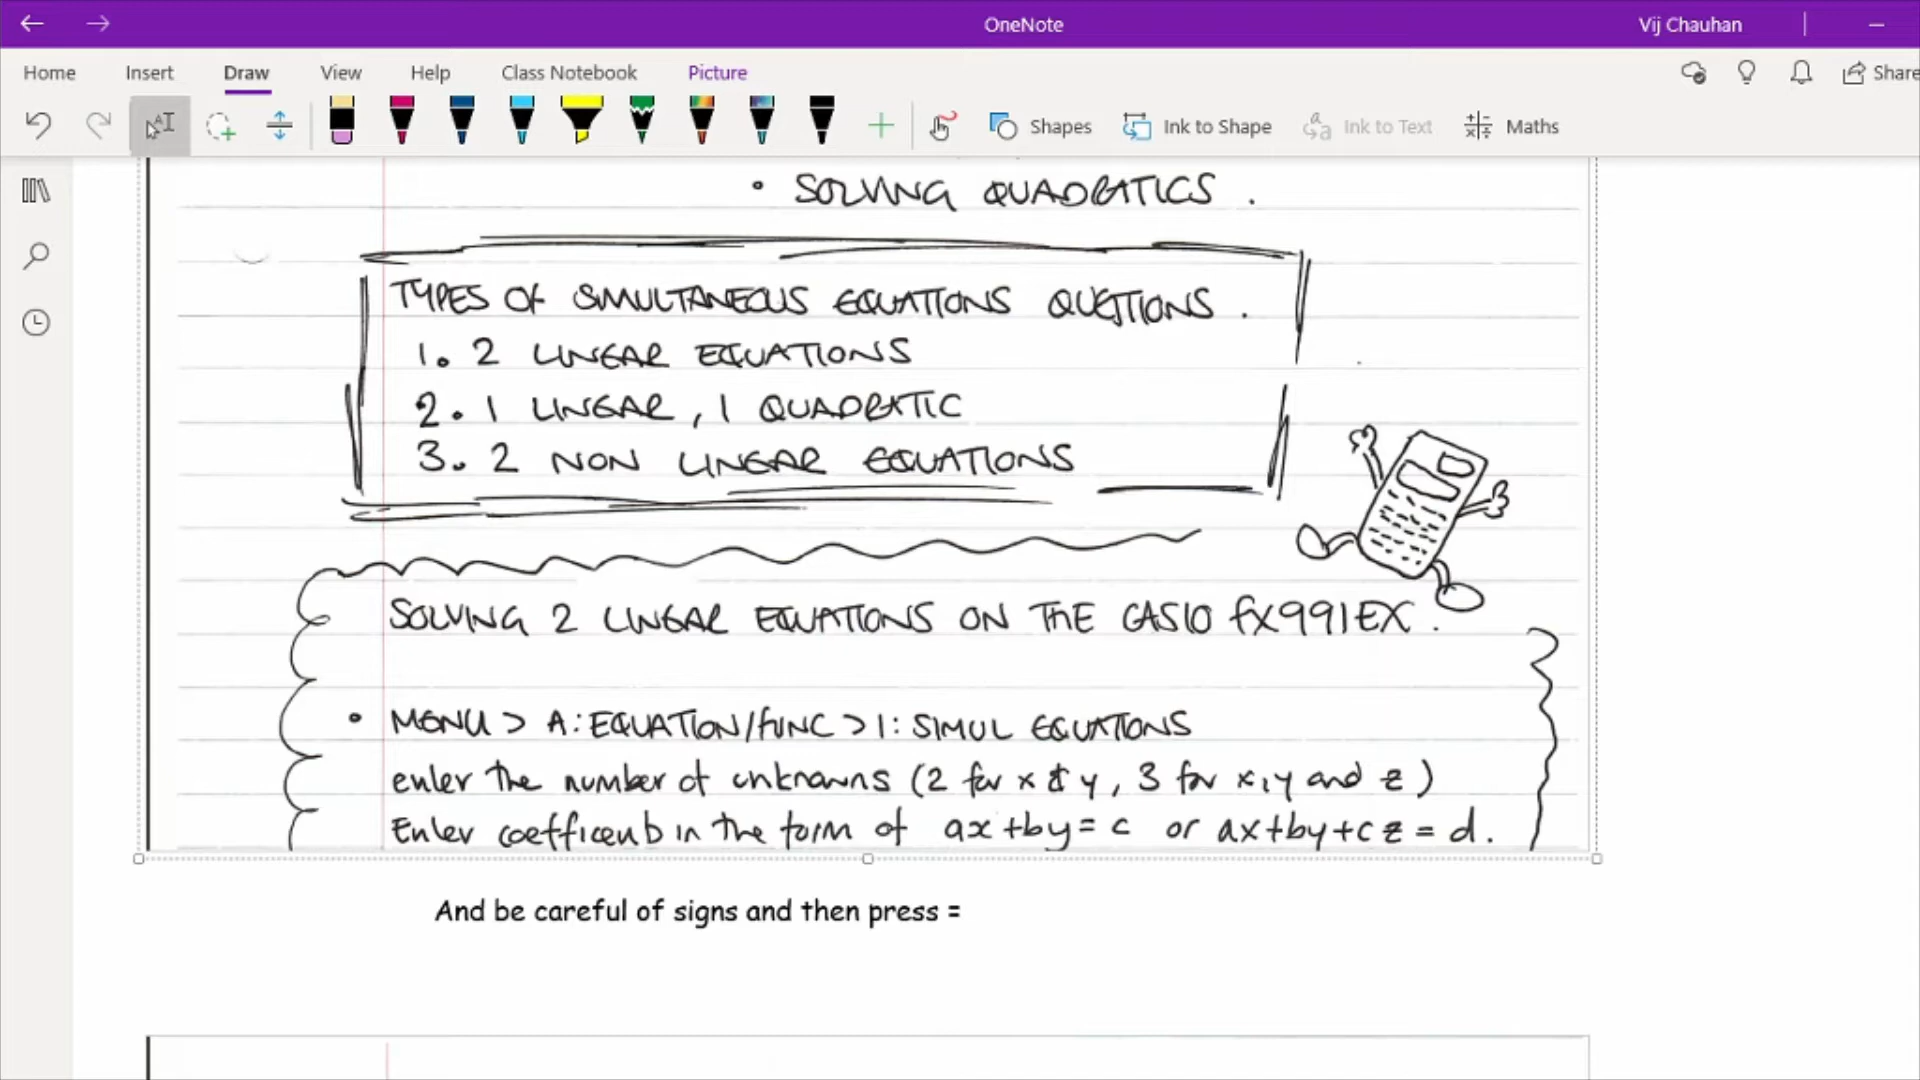 OneNote
Vij Chauhan
Home Insert Draw View Help Class Notebook Picture Share
Shapes Ink to Shape Ink to Text Maths
• SOLVING QUADRATICS.
TYPES OF SIMULTANEOUS EQUATIONS QUESTIONS.
1. 2 LINEAR EQUATIONS
2. 1 LINEAR, 1 QUADRATIC
3. 2 NON LINEAR EQUATIONS
SOLVING 2 LINEAR EQUATIONS ON THE CASIO fx991EX.
• MENU > A: EQUATION/FUNC > 1: SIMUL EQUATIONS
enter the number of unknowns (2 for x & y, 3 for x, y and z)
Enter coefficients in the form of ax+by=c or ax+by+cz=d.
And be careful of signs and then press =